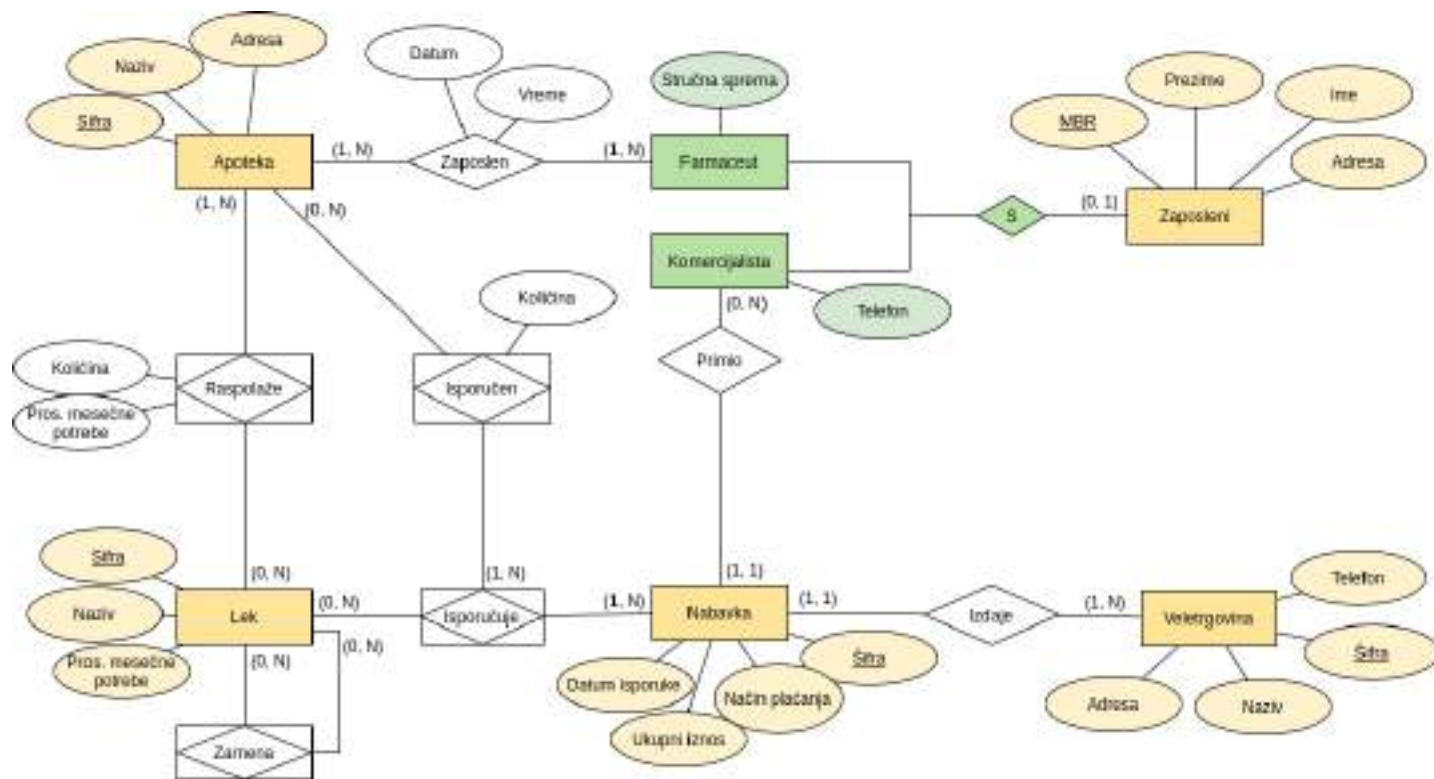 Adresa
Datum
Naziv
Stručna sprema
Prezime
Ime
Vreme
Šifra
MBR
Apoteka
(1, N)
Zaposlen
(1, N)
Farmaceut
Adresa
(1, N)
(0, N)
S
(0, 1)
Zaposleni
Komercijalista
Količina
(0, N)
Telefon
Količina
Raspolaže
Isporučen
Primio
Pros. mesečne
potrebe
Šifra
(0, N)
(1, N)
(1, 1)
Telefon
Naziv
Lek
(0, N)
Isporučuje
(1, N)
Nabavka
(1, 1)
Izdaje
(1, N)
Veletrgovina
Pros. mesečne
potrebe
(0, N)
(0, N)
Datum isporuke
Šifra
Šifra
Način plaćanja
Adresa
Naziv
Ukupni iznos
Zamena